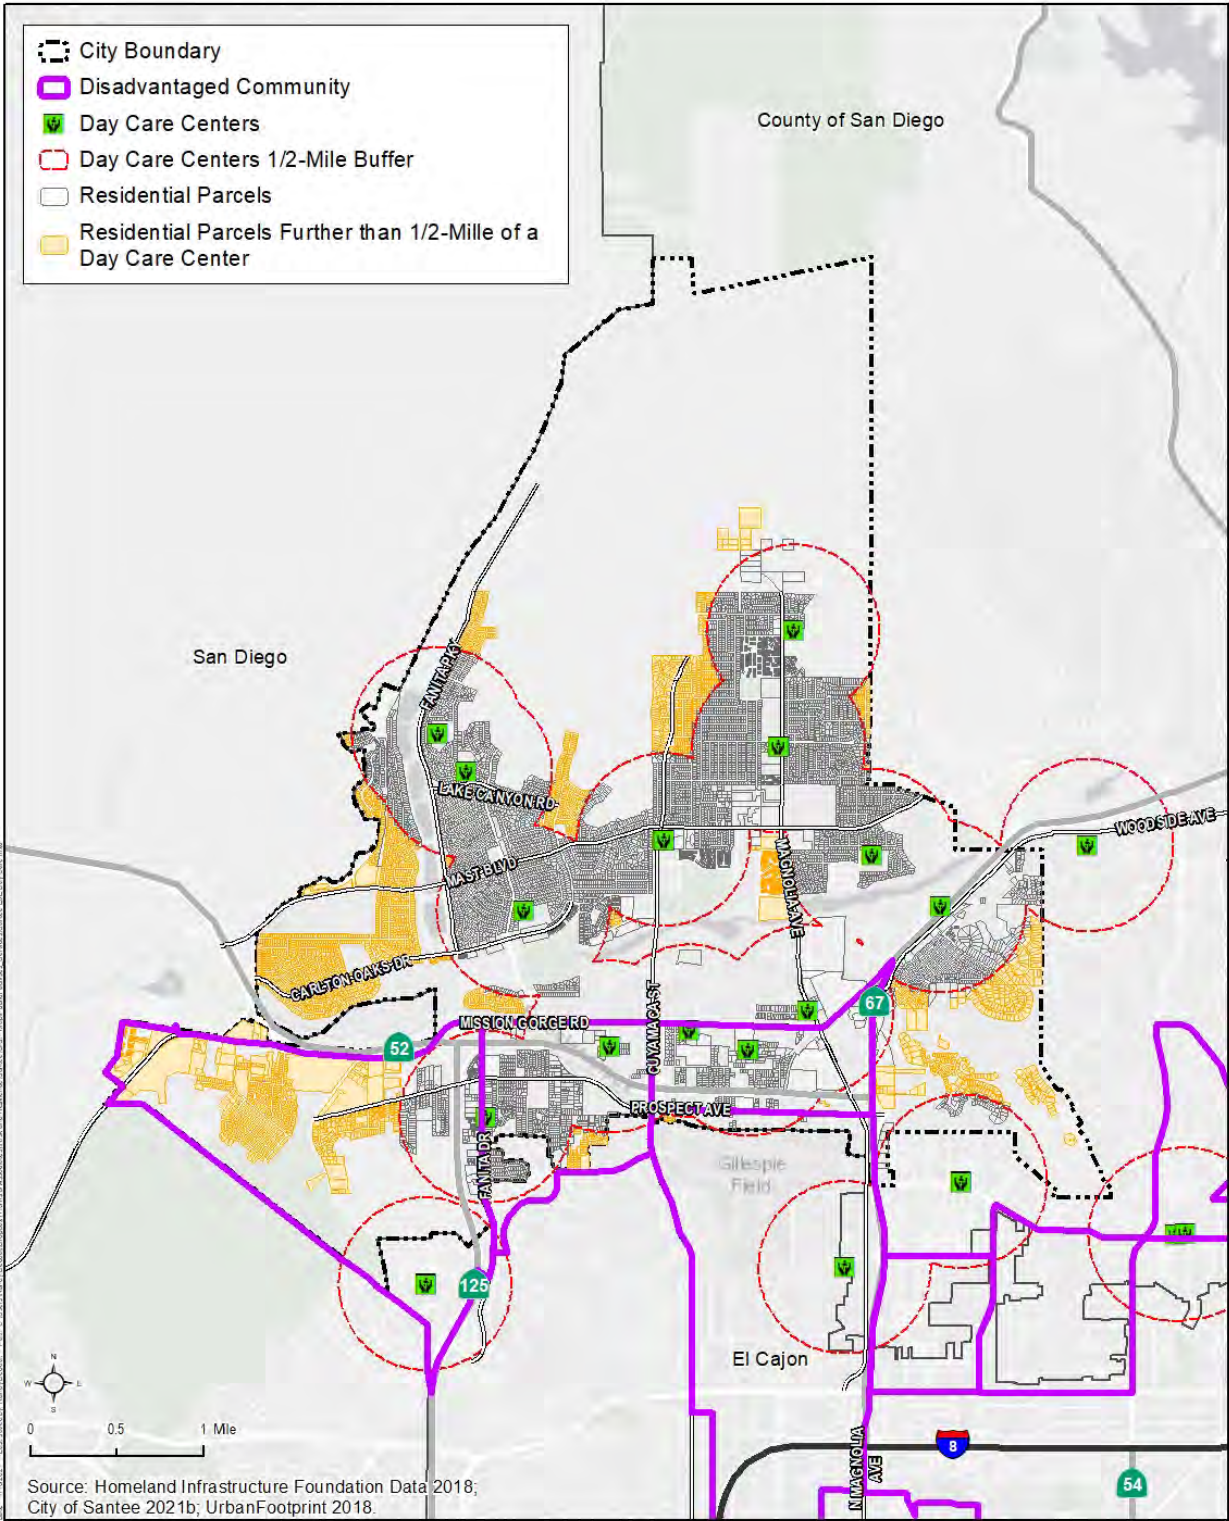 City Boundary
Disadvantaged Community
Day Care Centers
Day Care Centers 1/2-Mile Buffer
Residential Parcels
Residential Parcels Further than 1/2-Mille of a
Day Care Center
County of San Diego
San Diego
FANITA PKY
LAKE CANYON RD
MAST BLVD
WOODSIDE AVE
MAGNOLIA AVE
CARLTON OAKS DR
MISSION GORGE RD
CUYAMACA ST
67
52
PROSPECT AVE
FANITA DR
Gillespie
Field
125
El Cajon
N
W
E
S
0 0.5 1 Mile
N MAGNOLIA
AVE
8
54
Source: Homeland Infrastructure Foundation Data 2018;
City of Santee 2021b; UrbanFootprint 2018.